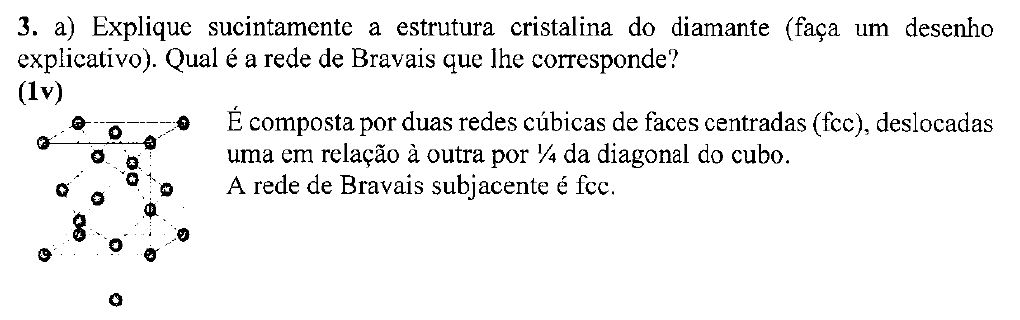 3. a) Explique sucintamente a estrutura cristalina do diamante (faça um desenho
explicativo). Qual é a rede de Bravais que lhe corresponde?
(1v)
É composta por duas redes cúbicas de faces centradas (fcc), deslocadas
uma em relação à outra por ¼ da diagonal do cubo.
A rede de Bravais subjacente é fcc.